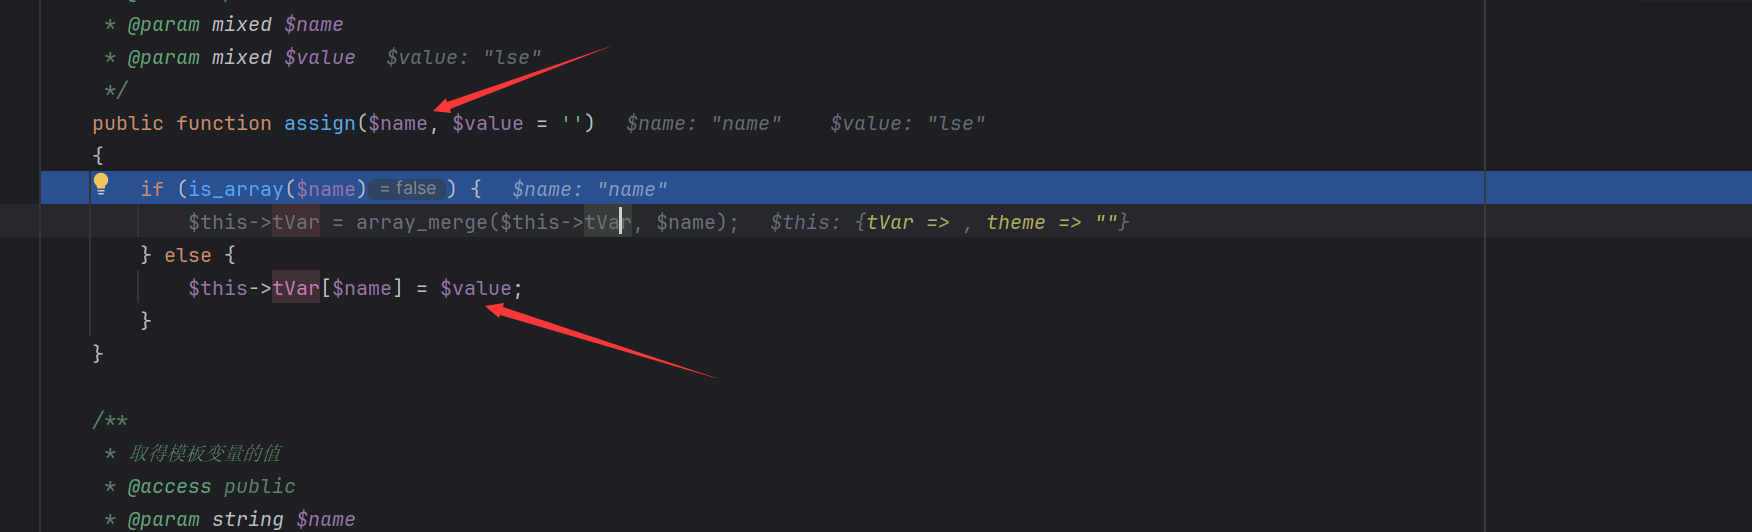 * @param mixed $name
* @param mixed $value $value: "lse"
*/
public function assign($name, $value = '') $name: "name" $value: "lse"
{
if (is_array($name) = false ) { $name: "name"
$this->tVar = array_merge($this->tVar, $name); $this: {tVar => , theme => ""}
} else {
$this->tVar[$name] = $value;
}
}
/**
* 取得模板变量的值
* @access public
* @param string $name